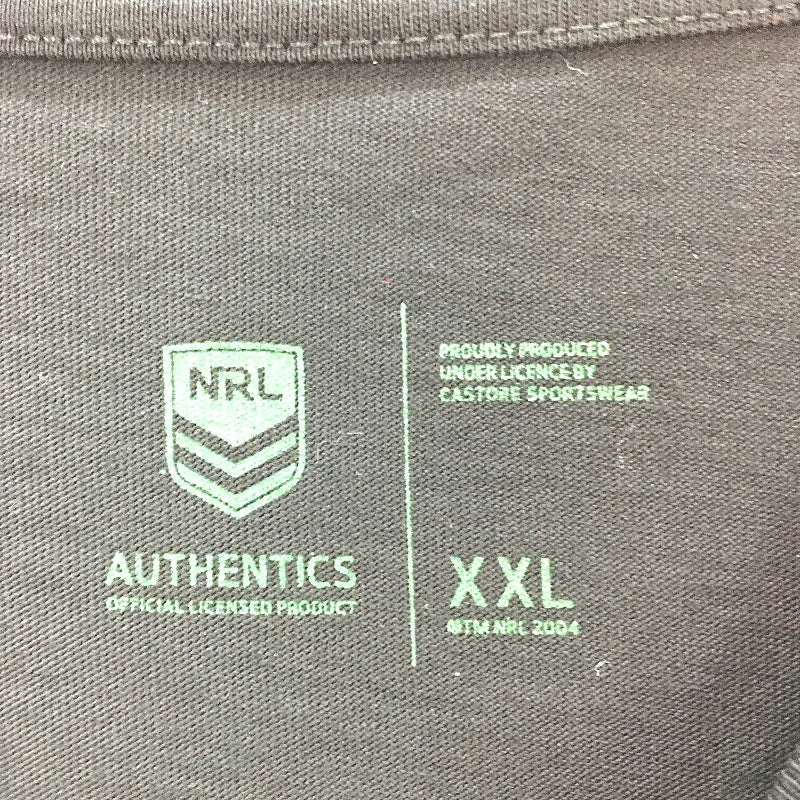 NRL
AUTHENTICS
OFFICIAL LICENSED PRODUCT
PROUDLY PRODUCED
UNDER LICENCE BY
CASTORE SPORTSWEAR
XXL
®TM NRL 2004